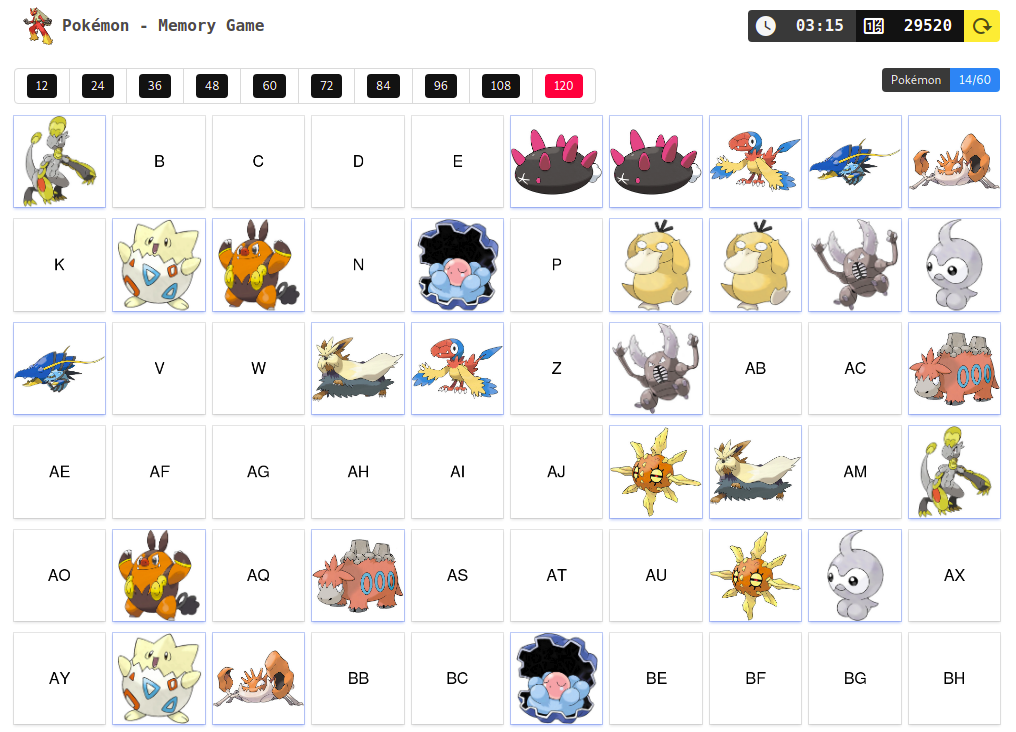 Pokémon - Memory Game 03:15 29520
12 24 36 48 60 72 84 96 108 120 Pokémon 14/60
B C D E
K N P
V W Z AB AC
AE AF AG AH AI AJ AM
AO AQ AS AT AU AX
AY BB BC BE BF BG BH